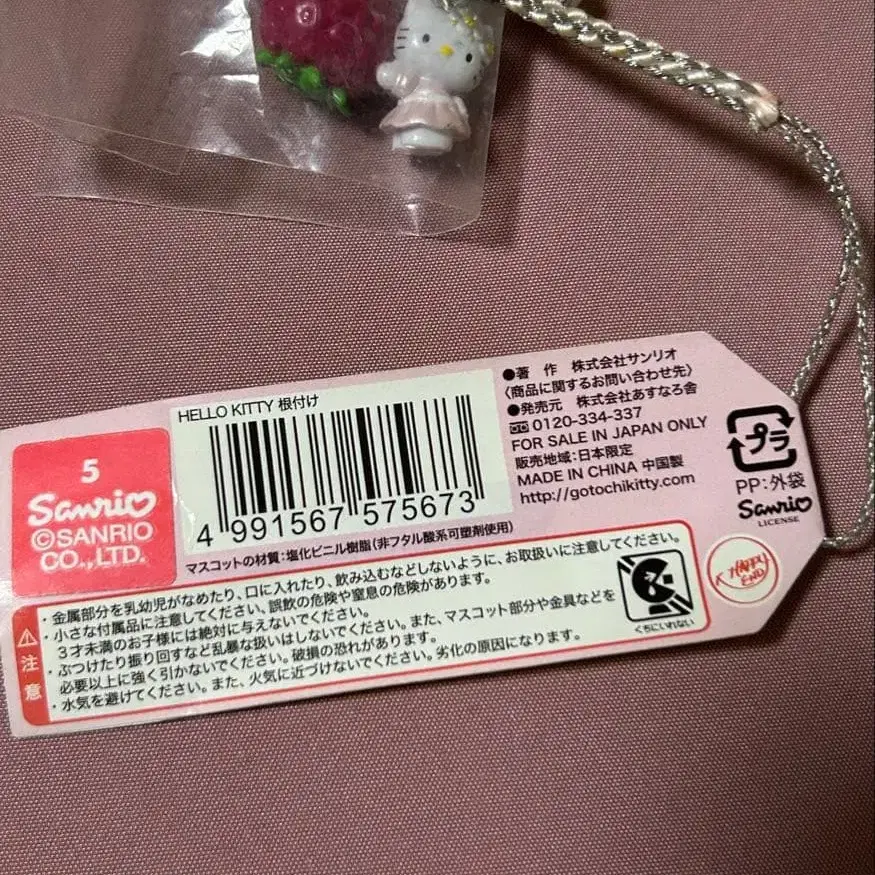 HELLO KITTY 根付け
4 991567 575673
マスコットの材質:塩化ビニル樹脂(非フタル酸系可塑剤使用)
5
Sanrio
©SANRIO
CO.,LTD.
●著 作 株式会社サンリオ
〈商品に関するお問い合わせ先〉
●発売元 株式会社あすなろ舎
0120-334-337
FOR SALE IN JAPAN ONLY
販売地域:日本限定
MADE IN CHINA 中国製
http://gotochikitty.com
プラ
PP:外袋
Sanrio
LICENSE
注意
・金属部分を乳幼児がなめたり、口に入れたり、飲み込むなどしないように、お取扱いに注意してください。
・小さな付属品に注意してください。誤飲の危険や窒息の危険があります。
3才未満のお子様には絶対に与えないでください。
・ぶつけたり振り回すなど乱暴な扱いはしないでください。また、マスコット部分や金具などを
必要以上に強く引かないでください。破損の恐れがあります。
・水気を避けてください。また、火気に近づけないでください。劣化の原因になります。
くちにいれない
HAPPY
END